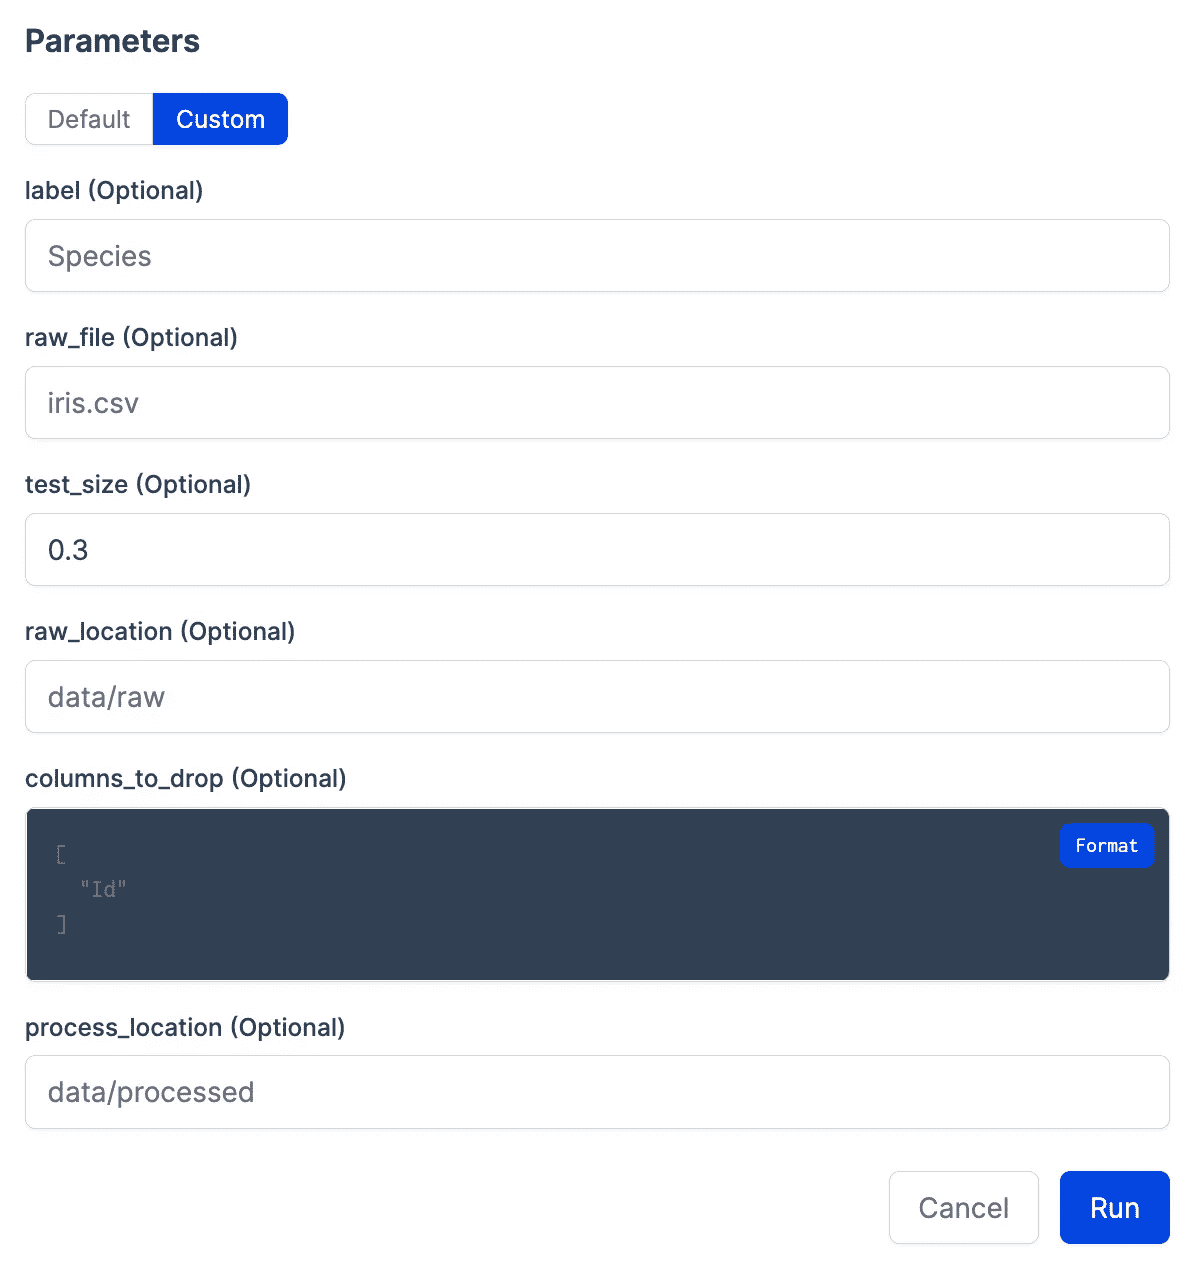 Parameters
Default Custom
label (Optional)
Species
raw_file (Optional)
iris.csv
test_size (Optional)
0.3
raw_location (Optional)
data/raw
columns_to_drop (Optional)
Format
[
"Id"
]
process_location (Optional)
data/processed
Cancel Run